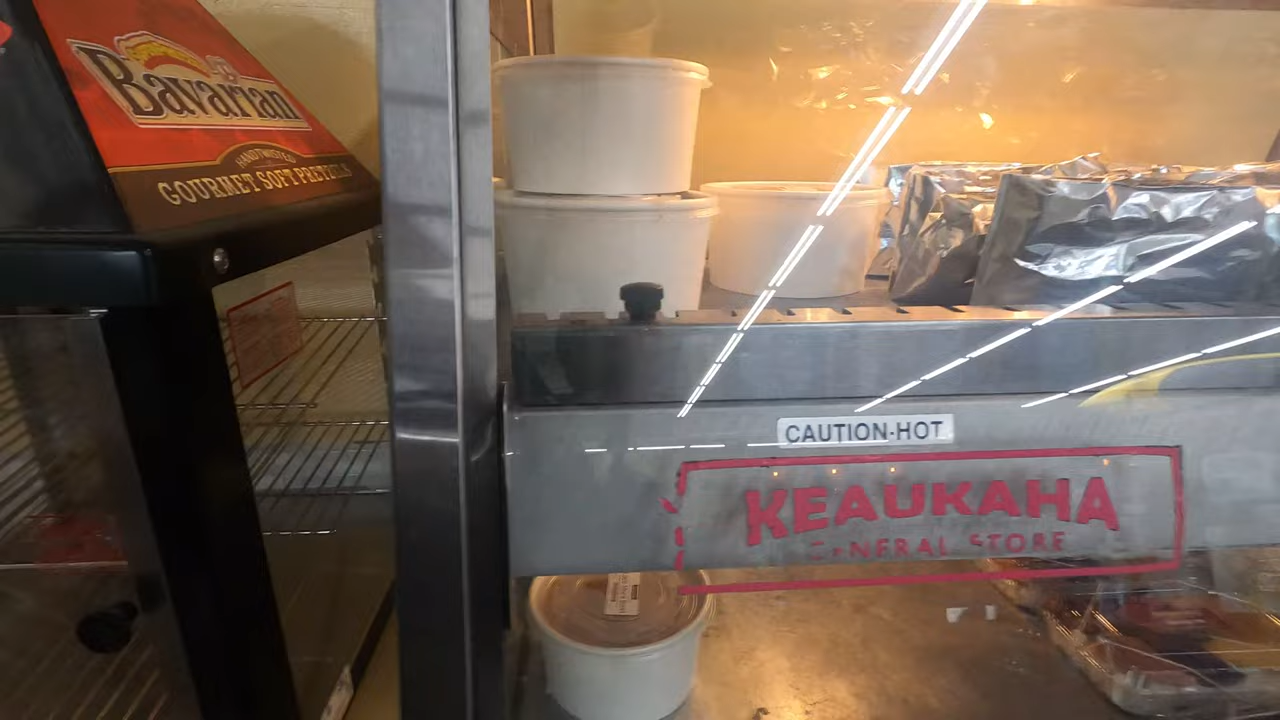 Bavarian
HANDTWISTED
GOURMET SOFT PRETZELS
CAUTION-HOT
KEAUKAHA
GENERAL STORE